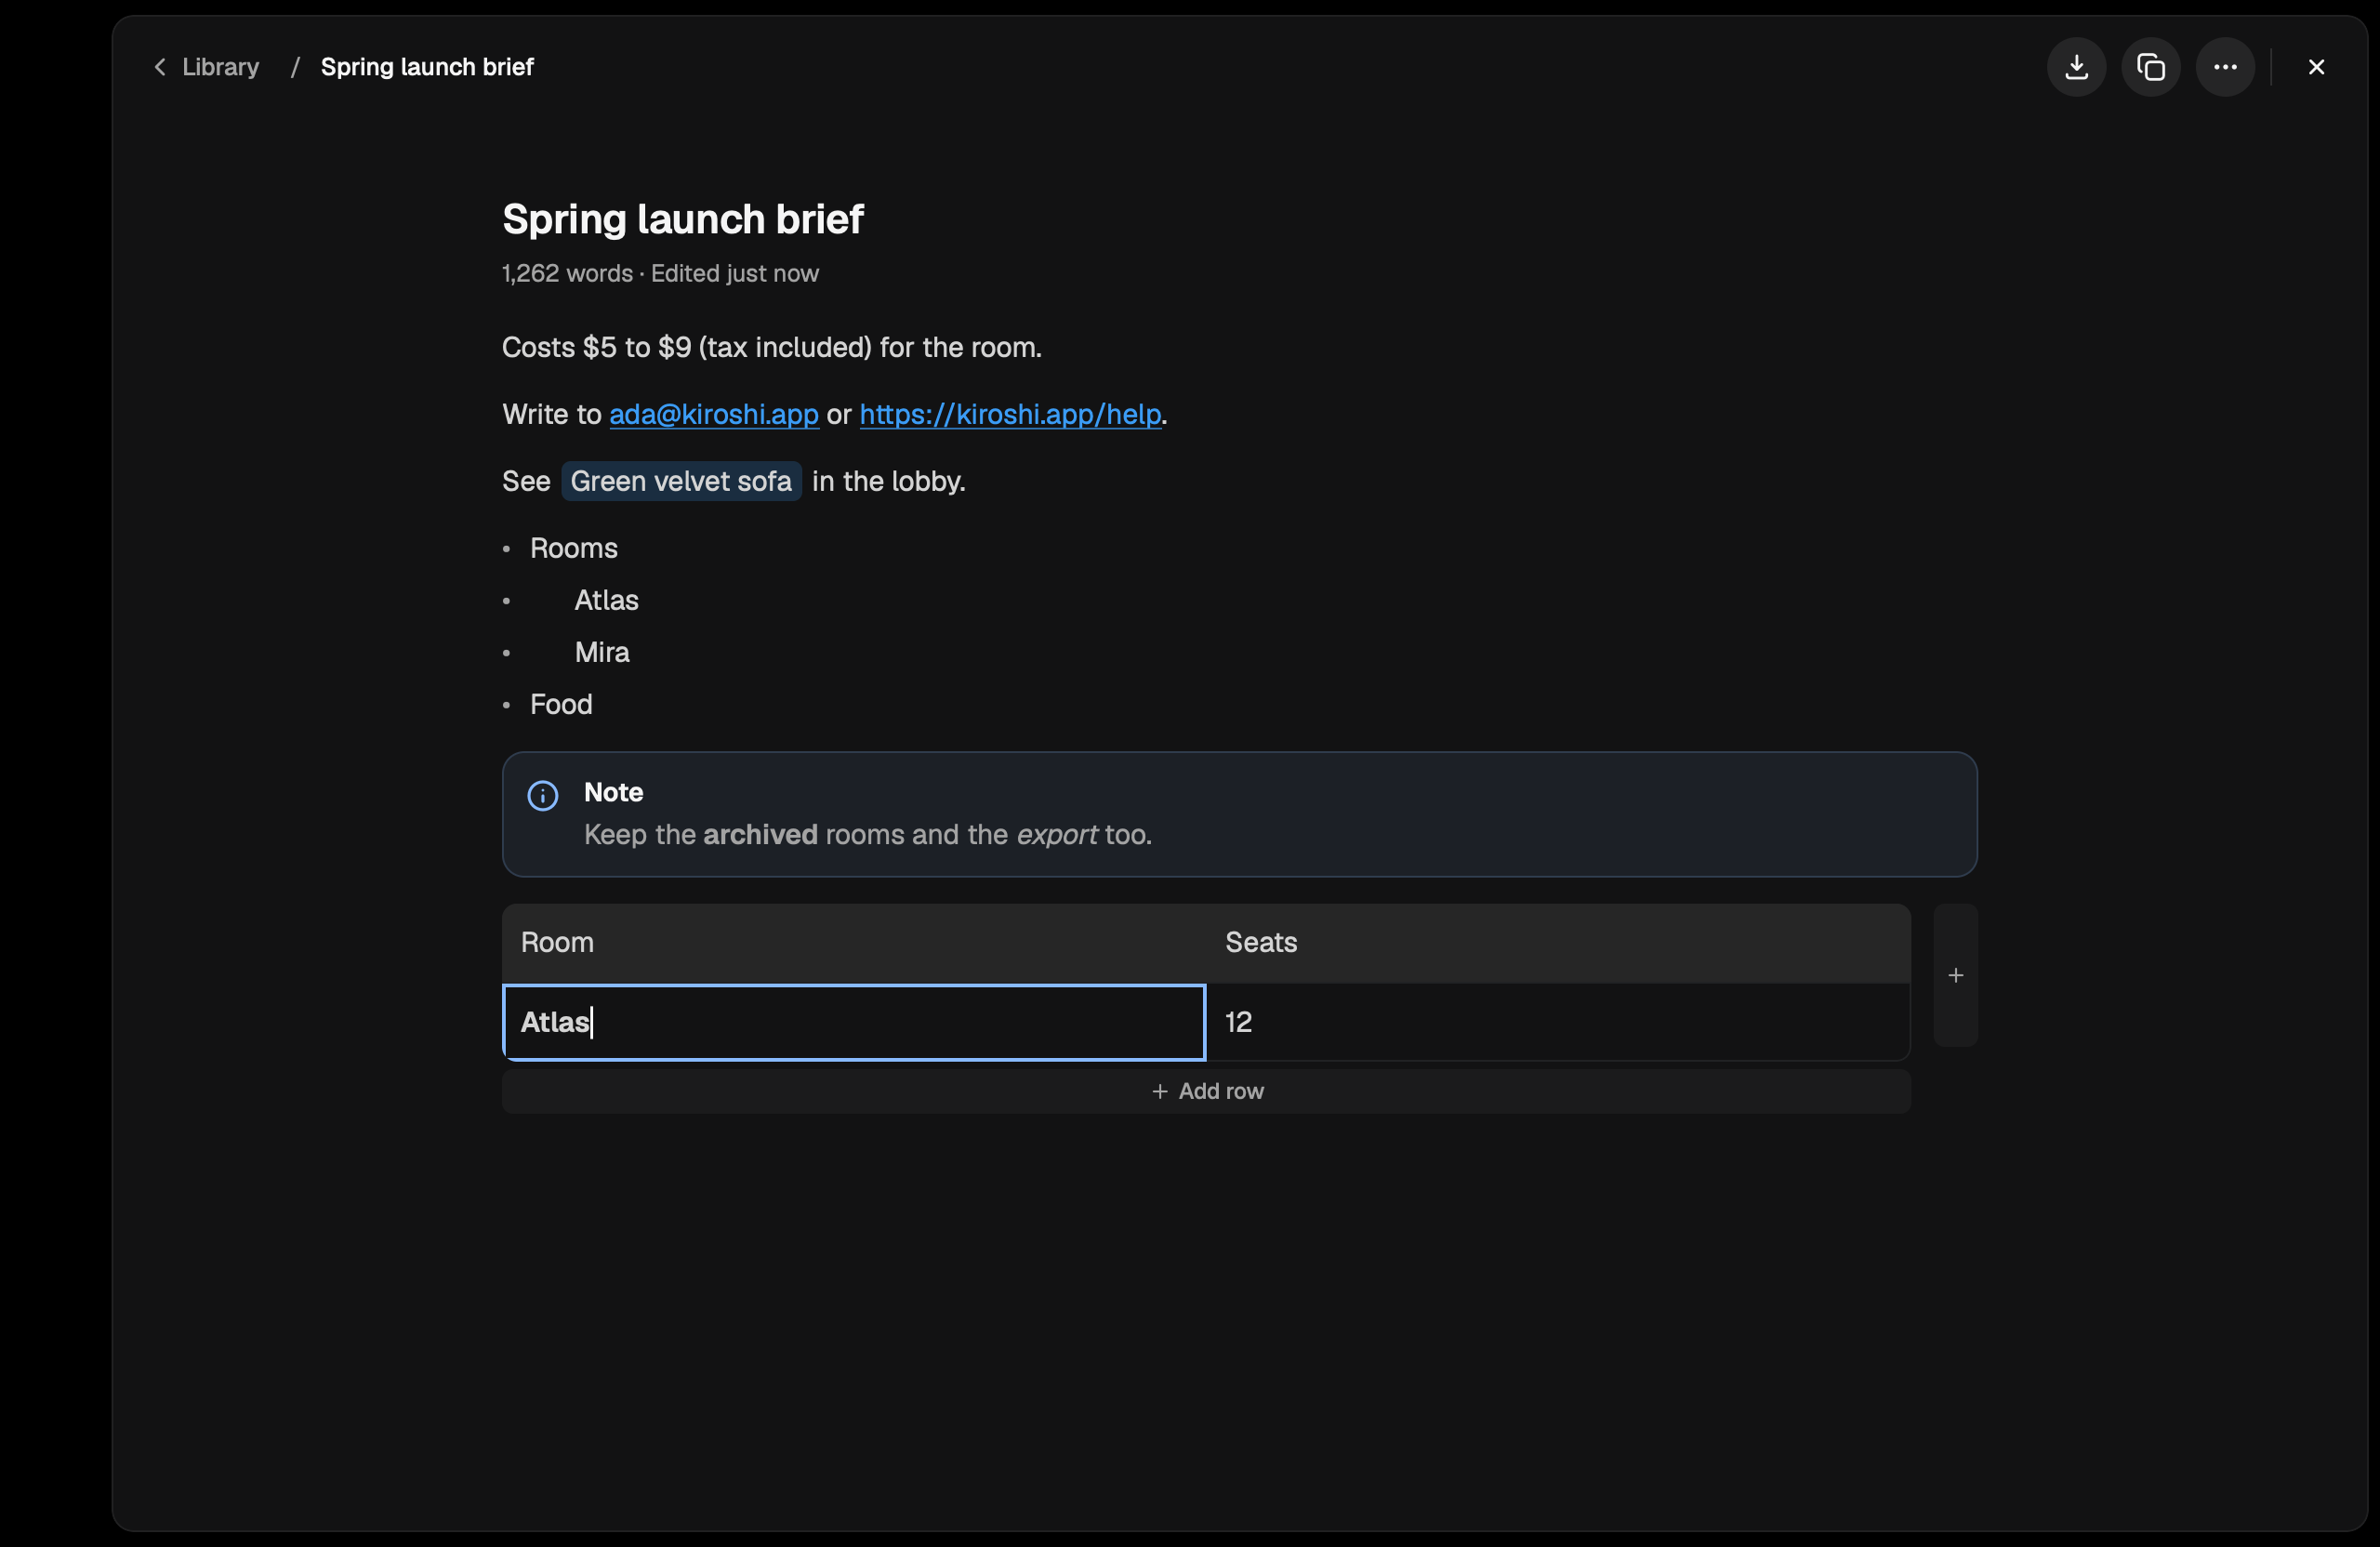 Library / Spring launch brief
Spring launch brief
1,262 words · Edited just now
Costs $5 to $9 (tax included) for the room.
Write to ada@kiroshi.app or https://kiroshi.app/help.
See Green velvet sofa in the lobby.
• Rooms
• Atlas
• Mira
• Food
Note
Keep the archived rooms and the export too.
Room Seats
Atlas 12
+ Add row